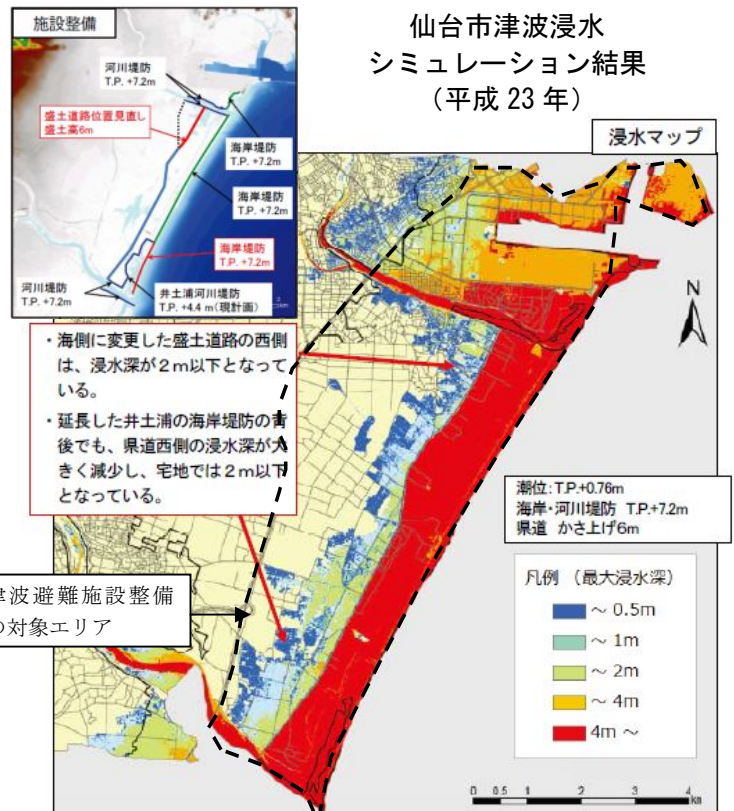 仙台市津波浸水
シミュレーション結果
（平成 23 年）
施設整備
河川堤防
T.P. +7.2m
盛土道路位置見直し
盛土高6m
海岸堤防
T.P. +7.2m
海岸堤防
T.P. +7.2m
海岸堤防
T.P. +7.2m
河川堤防
T.P. +7.2m
井土浦河川堤防
T.P. +4.4 m（現計画）
浸水マップ
N
・海側に変更した盛土道路の西側
は、浸水深が２ｍ以下となって
いる。
・延長した井土浦の海岸堤防の背
後でも、県道西側の浸水深が大
きく減少し、宅地では２ｍ以下
となっている。
潮位：T.P.+0.76m
海岸・河川堤防 T.P.+7.2m
県道 かさ上げ6m
津波避難施設整備
の対象エリア
凡例 （最大浸水深）
～ 0.5m
～ 1m
～ 2m
～ 4m
4m ～
0 0.5 1 2 3 4
km